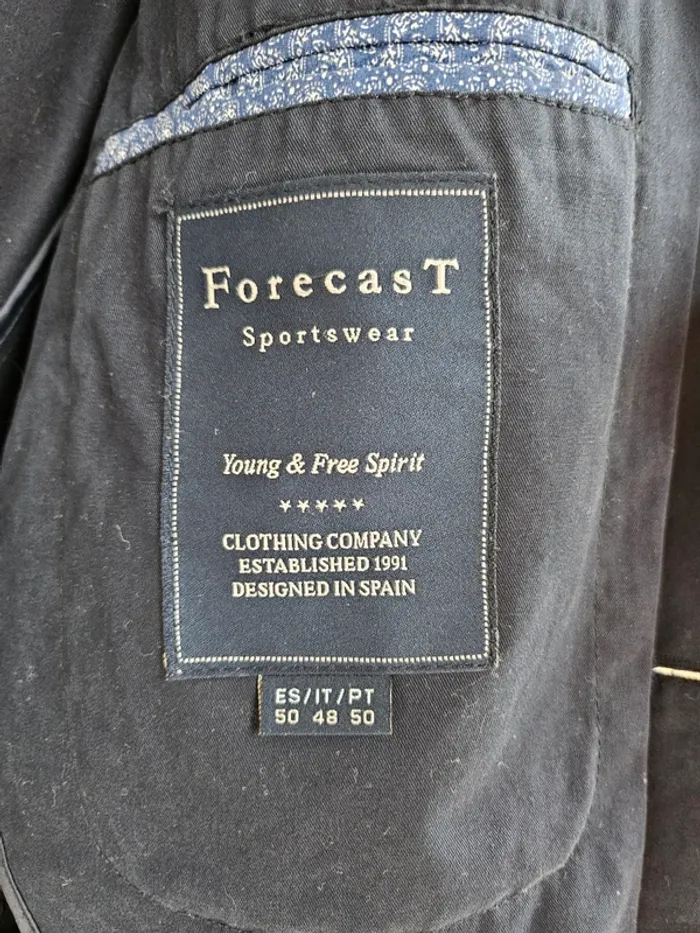 ForecasT
Sportswear
Young & Free Spirit
★★★★★
CLOTHING COMPANY
ESTABLISHED 1991
DESIGNED IN SPAIN
ES/IT/PT
50 48 50